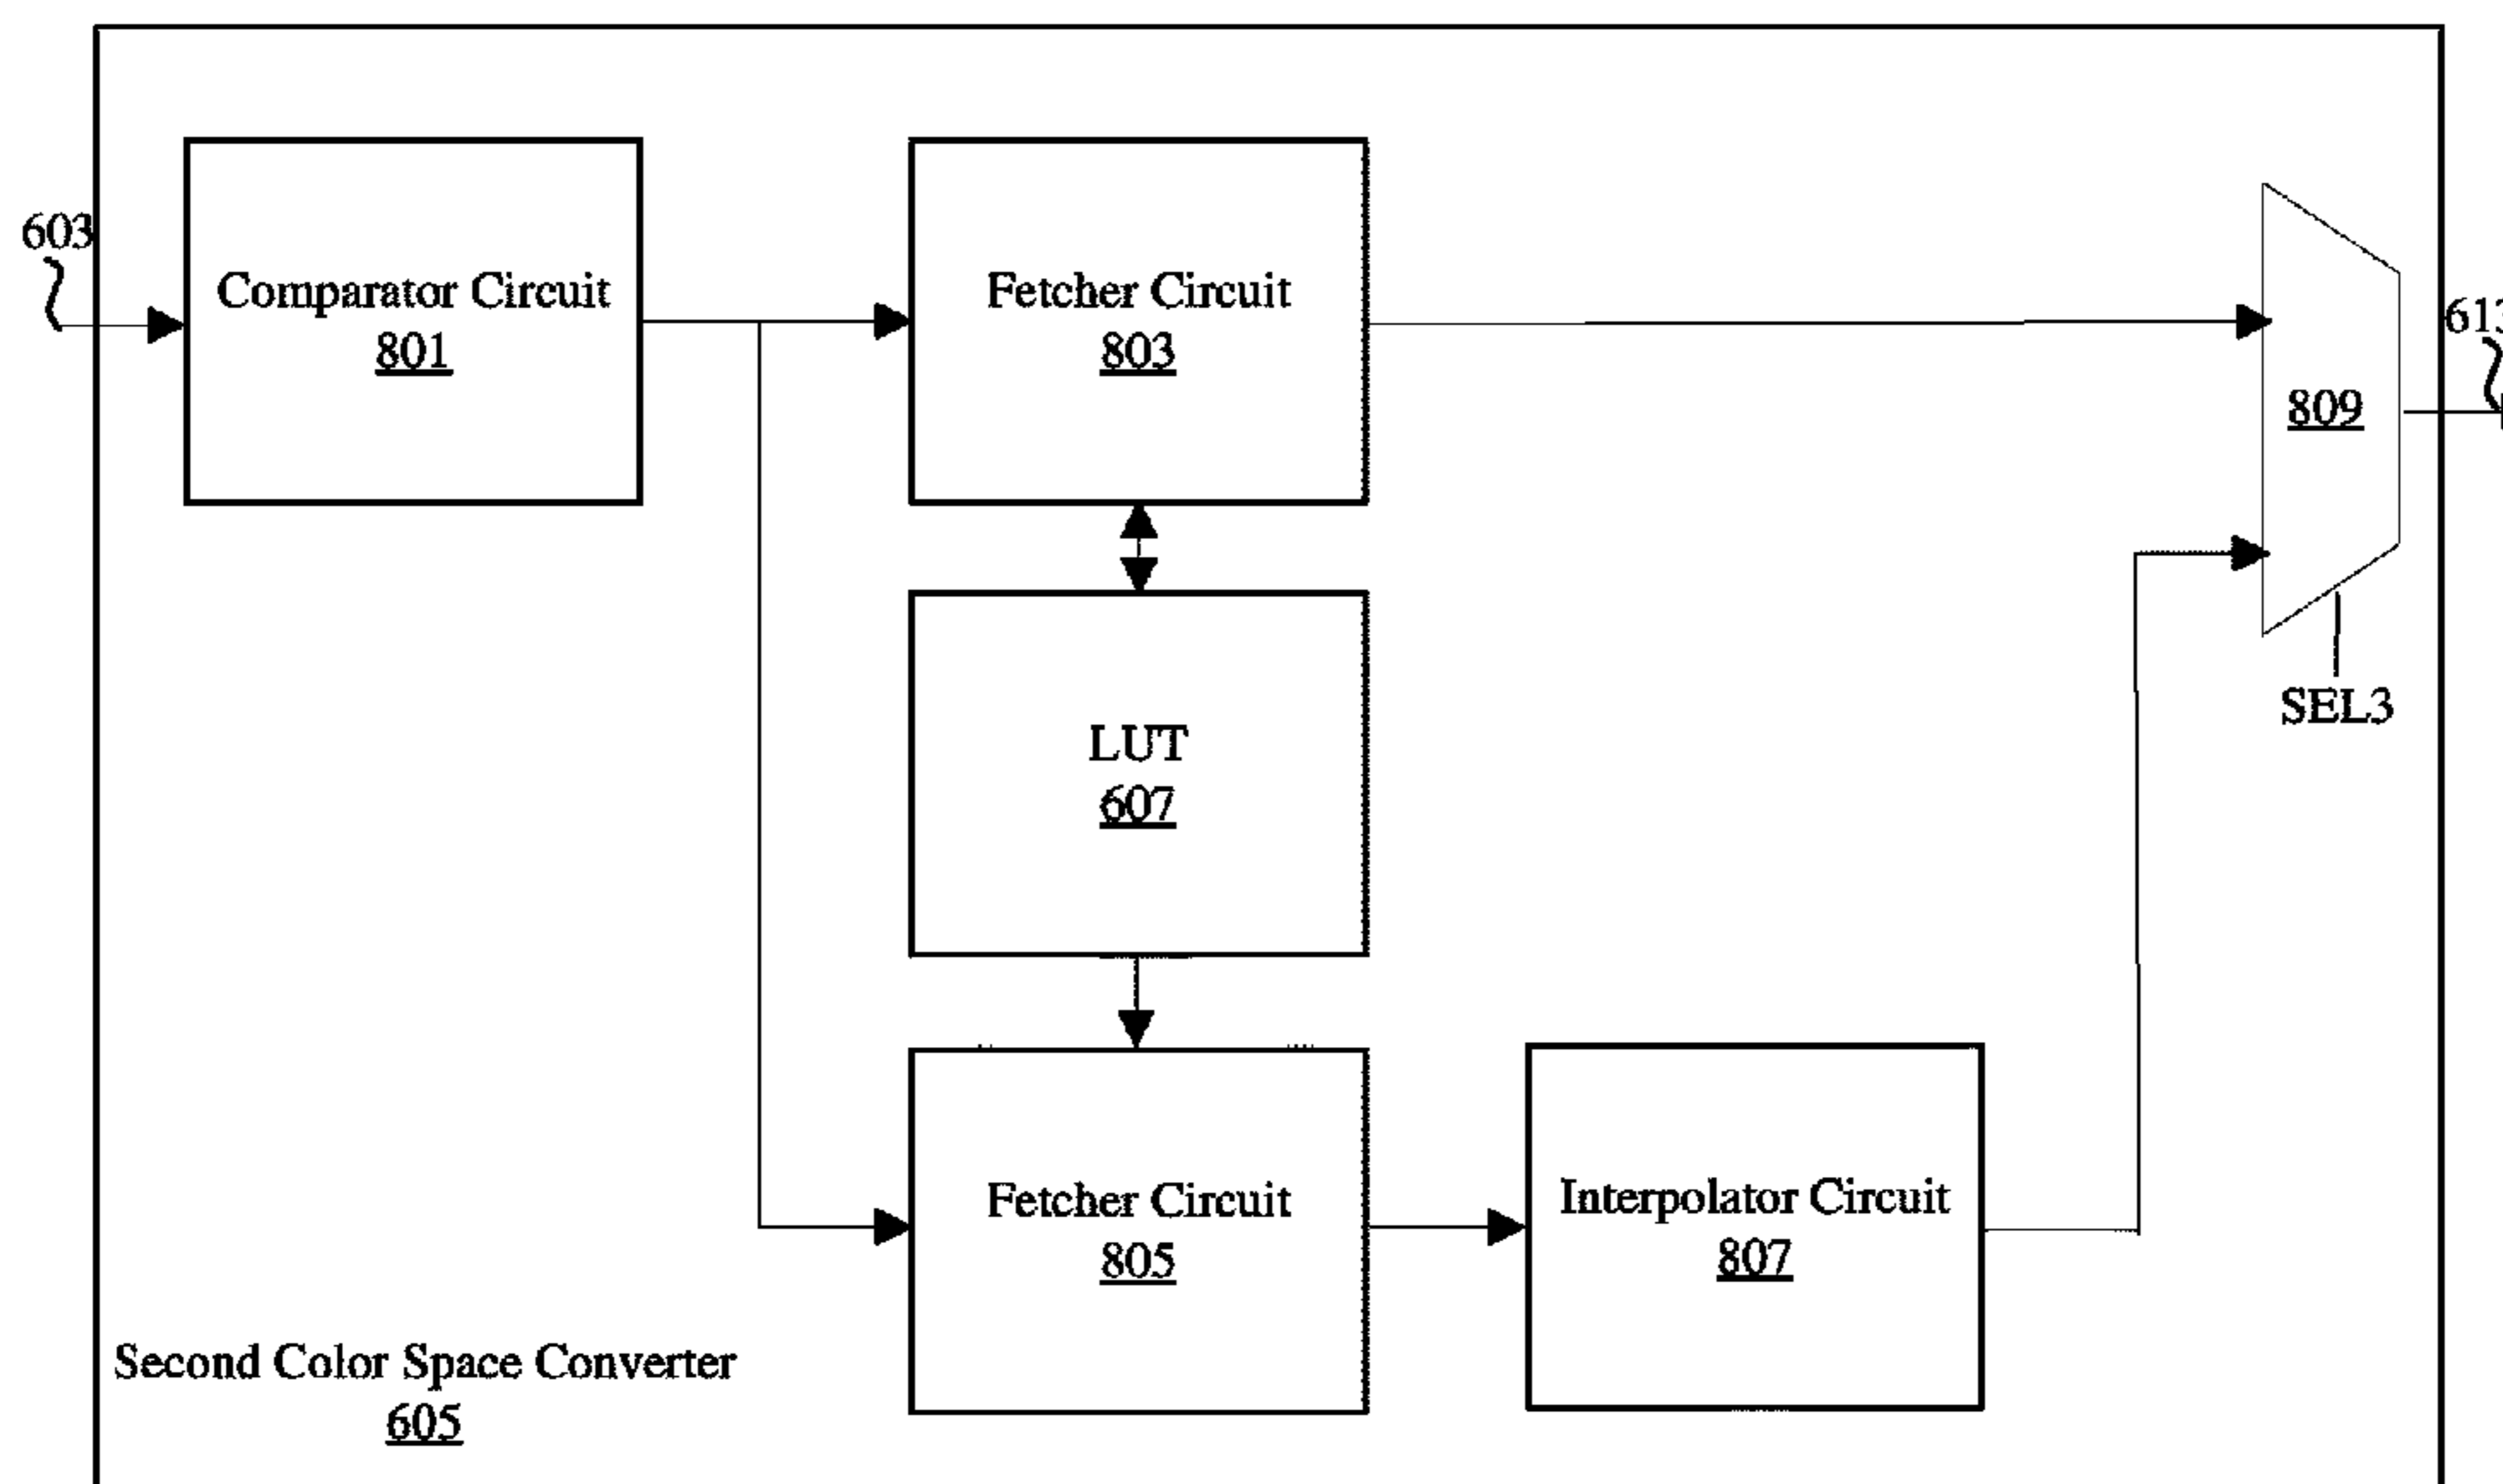 603
Comparator Circuit
801
Fetcher Circuit
803
809
613
SEL3
LUT
607
Fetcher Circuit
805
Interpolator Circuit
807
Second Color Space Converter
605